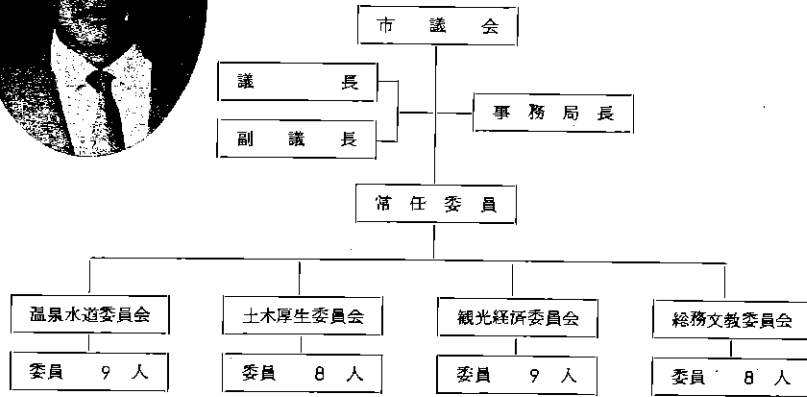 市議会
議長
事務局長
副議長
常任委員
温泉水道委員会
土木厚生委員会
観光経済委員会
総務文教委員会
委員 9 人
委員 8 人
委員 9 人
委員 8 人